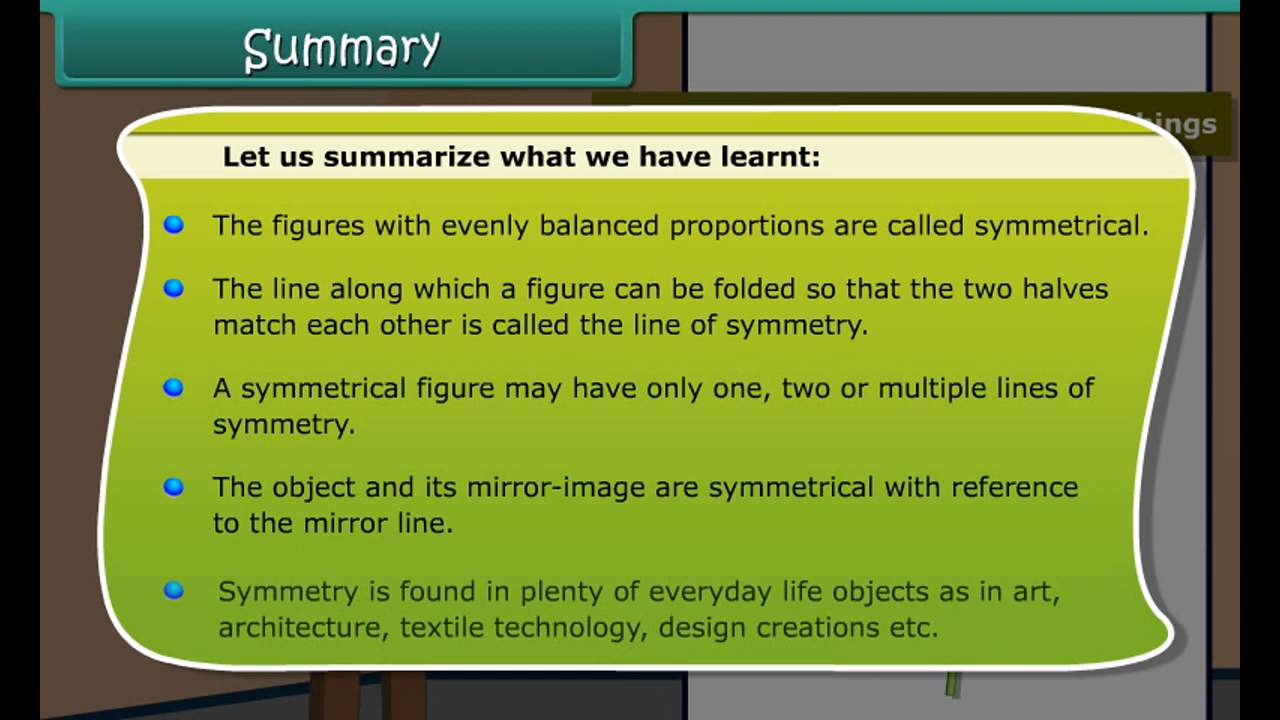 Summary
Let us summarize what we have learnt:
The figures with evenly balanced proportions are called symmetrical.
The line along which a figure can be folded so that the two halves
match each other is called the line of symmetry.
A symmetrical figure may have only one, two or multiple lines of
symmetry.
The object and its mirror-image are symmetrical with reference
to the mirror line.
Symmetry is found in plenty of everyday life objects as in art,
architecture, textile technology, design creations etc.